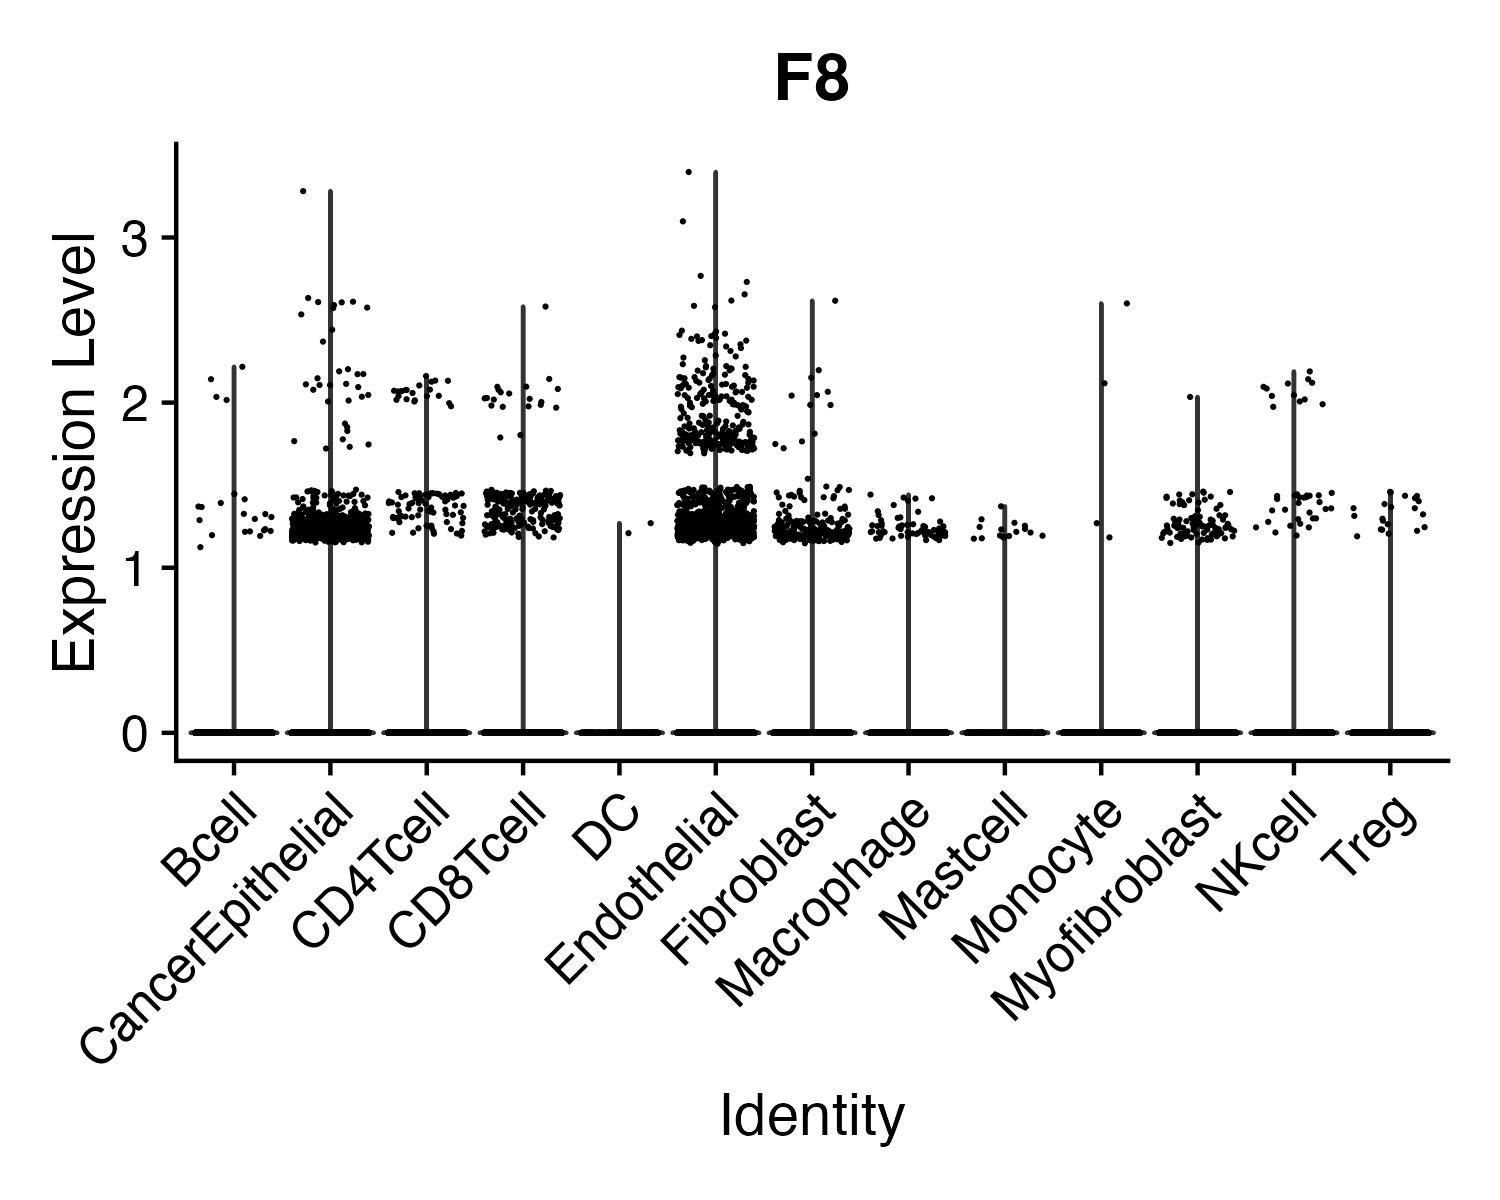 F8
Expression Level
3
2
1
0
Bcell
CancerEpithelial
CD4Tcell
CD8Tcell
DC
Endothelial
Fibroblast
Macrophage
Mastcell
Monocyte
Myofibroblast
NKcell
Treg
Identity